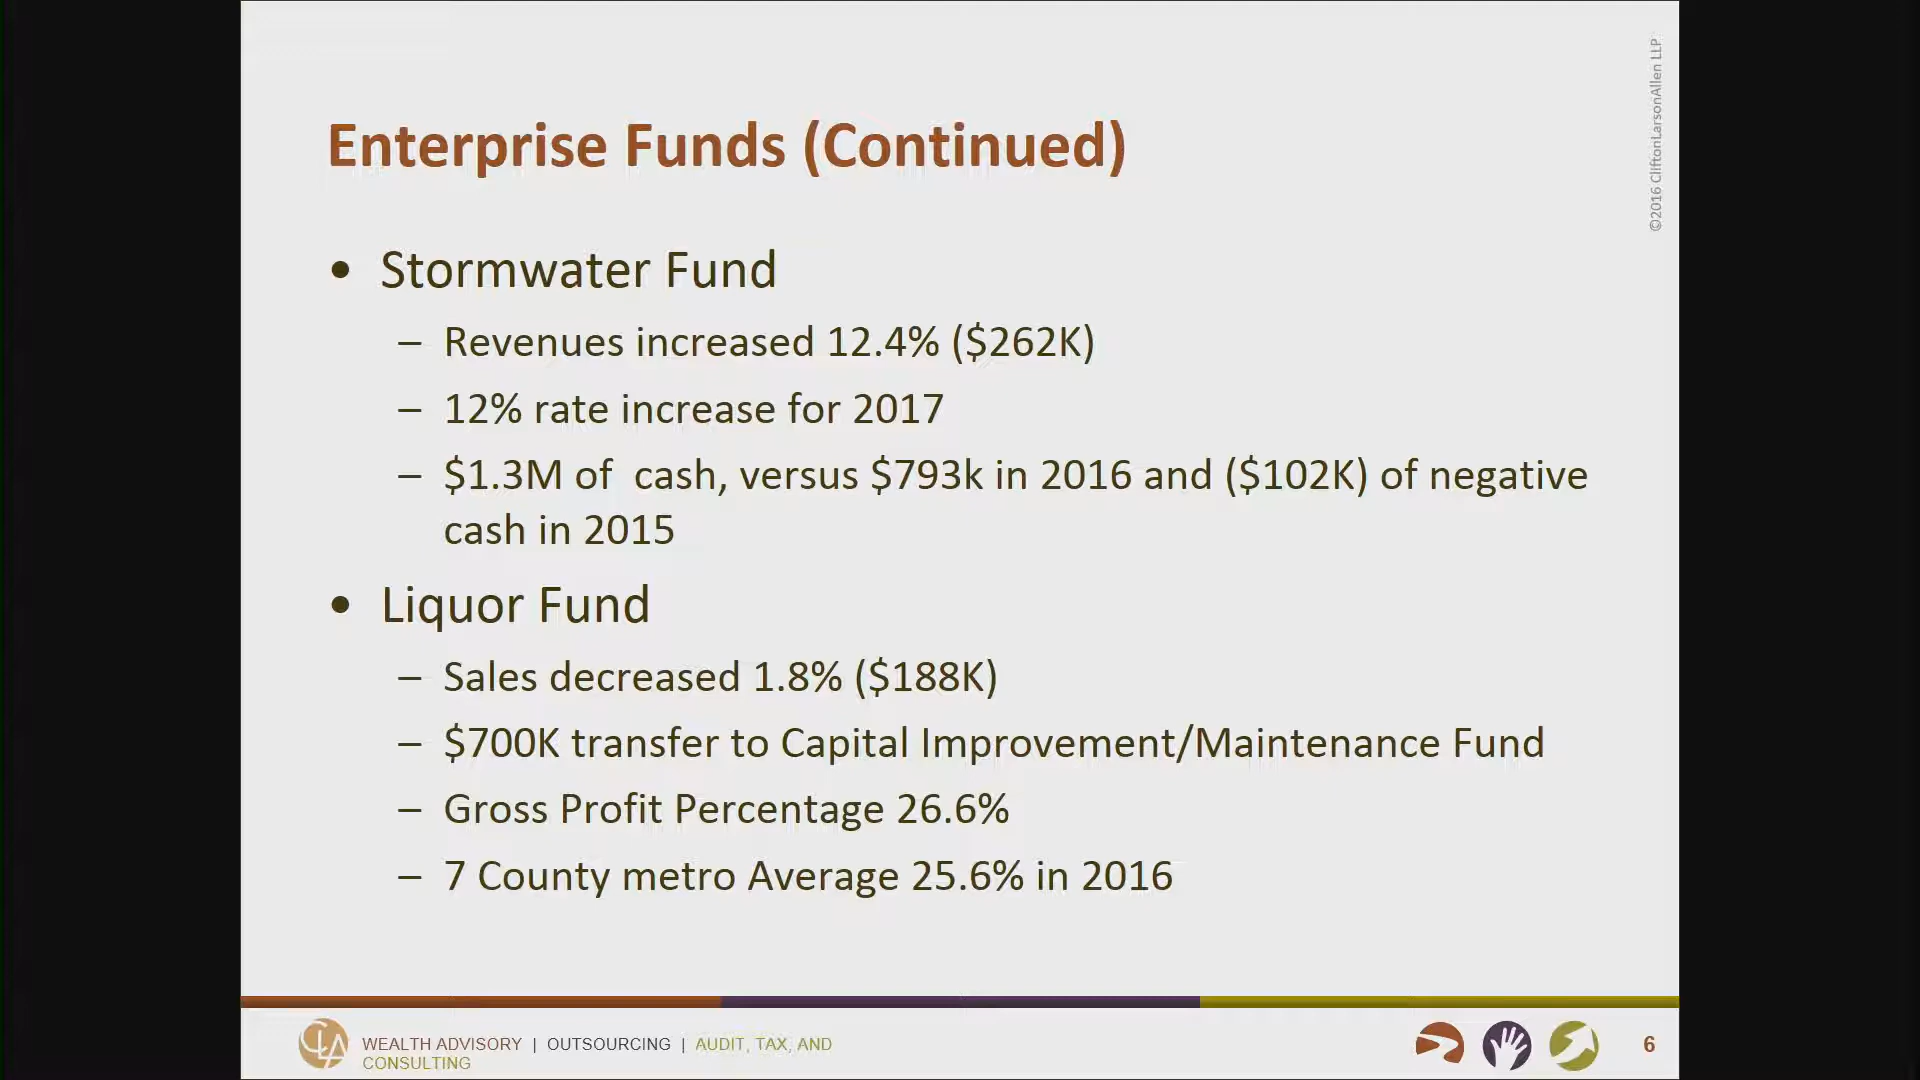 ©2016 CliftonLarsonAllen LLP
Enterprise Funds (Continued)
• Stormwater Fund
– Revenues increased 12.4% ($262K)
– 12% rate increase for 2017
– $1.3M of  cash, versus $793k in 2016 and ($102K) of negative
cash in 2015
• Liquor Fund
– Sales decreased 1.8% ($188K)
– $700K transfer to Capital Improvement/Maintenance Fund
– Gross Profit Percentage 26.6%
– 7 County metro Average 25.6% in 2016
CLA
WEALTH ADVISORY | OUTSOURCING | AUDIT, TAX, AND
CONSULTING
6